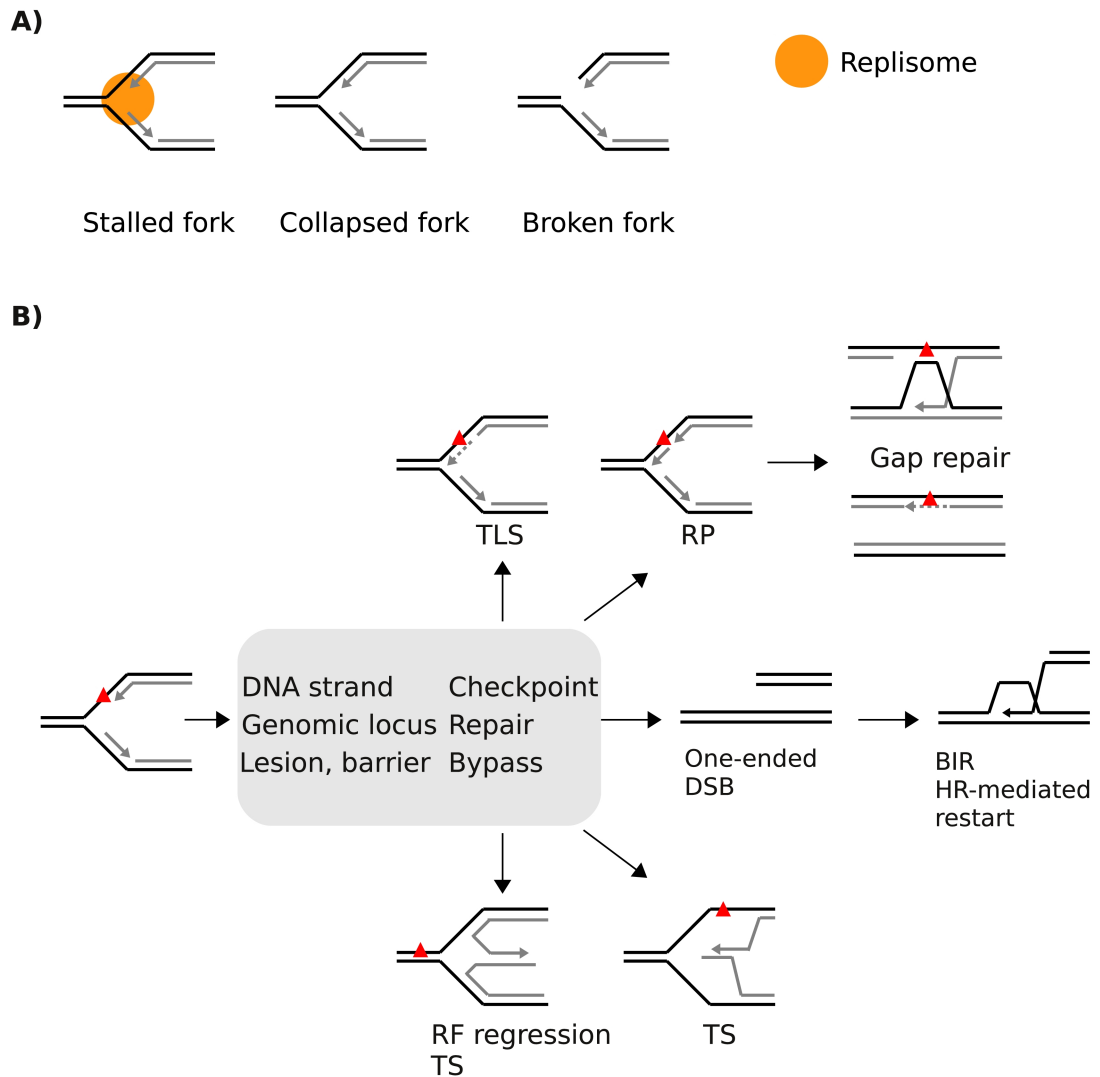 A)
Replisome
Stalled fork
Collapsed fork
Broken fork
B)
Gap repair
TLS
RP
DNA strand
Genomic locus
Lesion, barrier
Checkpoint
Repair
Bypass
One-ended
DSB
BIR
HR-mediated
restart
RF regression
TS
TS